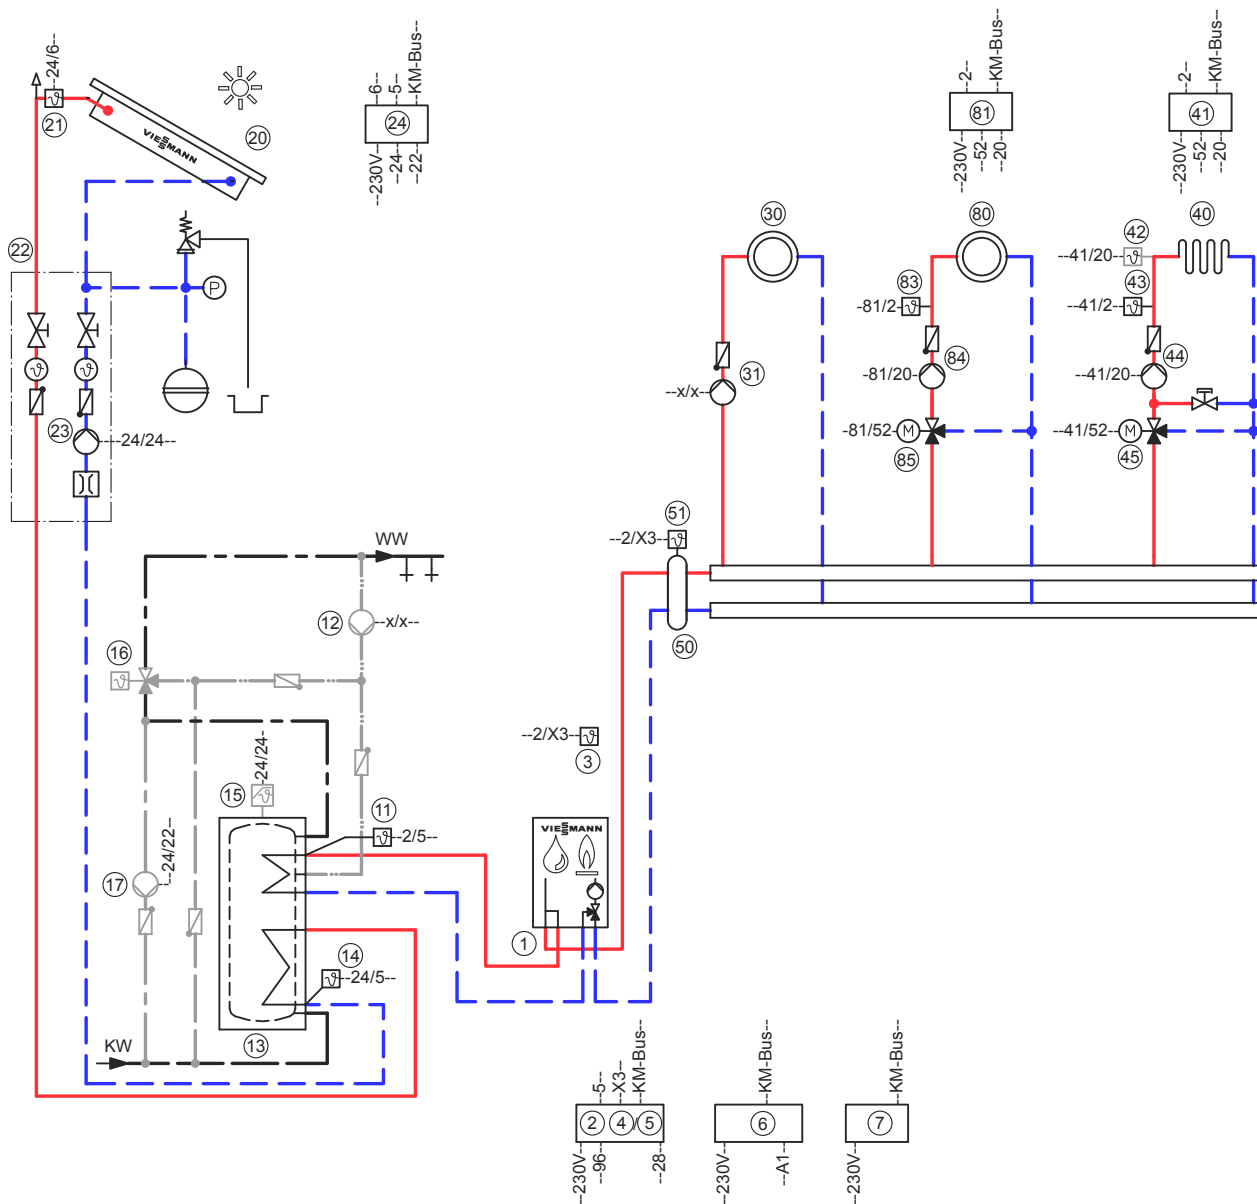 --24/6--
21
VIESSMANN
20
6--
5--
KM-Bus--
24
--230V--
--24--
--22--
2--
KM-Bus--
81
--230V--
--52--
--20--
2--
KM-Bus--
41
--230V--
--52--
--20--
22
P
23
---24/24--
30
80
40
42
--41/20--
83
-81/2--
43
--41/2--
31
--x/x--
84
-81/20--
44
--41/20--
-81/52--
M
85
--41/52--
M
45
51
--2/X3--
50
WW
12
--x/x--
16
--2/X3--
3
15
--24/24-
11
--2/5--
VIESSMANN
17
--24/22--
1
14
--24/5--
KW
13
--5--
--X3--
--KM-Bus--
2
4
/
5
--230V--
--96--
--28--
--KM-Bus--
6
--230V--
--A1--
--KM-Bus--
7
--230V--